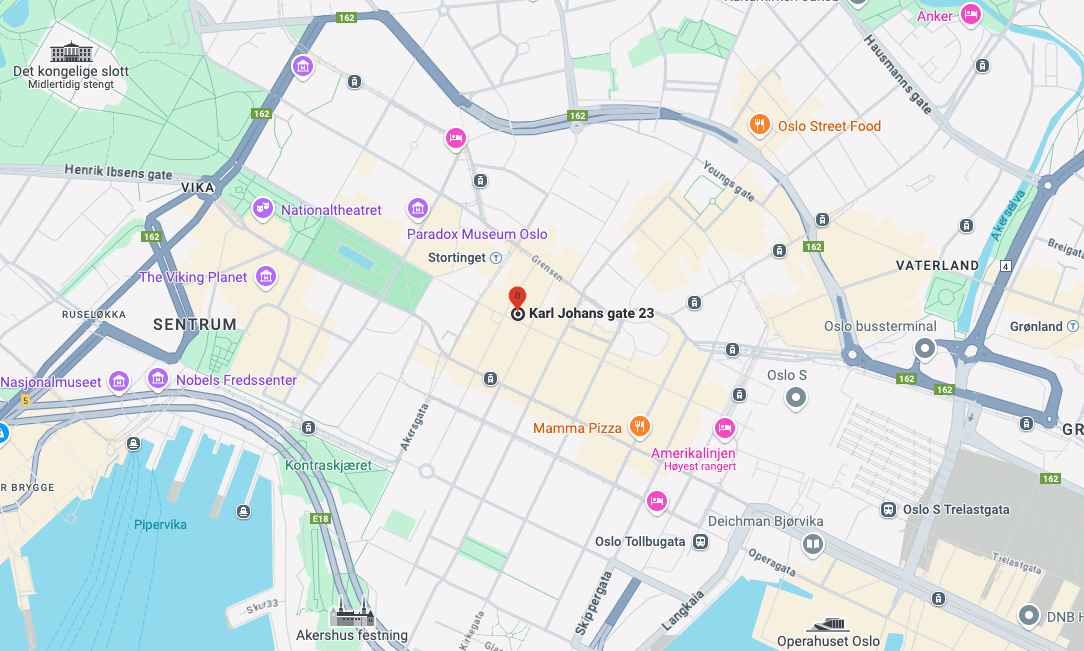 162
Anker
Det kongelige slott
Midlertidig stengt
Hausmanns gate
162
162
Oslo Street Food
Henrik Ibsens gate
VIKA
Youngs gate
Nationaltheatret
Paradox Museum Oslo
Akerselva
162
162
Stortinget
T
Grensen
4
VATERLAND
The Viking Planet
RUSELØKKA
SENTRUM
Karl Johans gate 23
Oslo bussterminal
Grønland
T
Nasjonalmuseet
Nobels Fredssenter
5
Oslo S
162
162
Akersgata
Mamma Pizza
Amerikalinjen
Høyest rangert
GR
Kontraskjæret
R BRYGGE
162
Pipervika
E18
Deichman Bjørvika
Oslo S Trelastgata
Oslo Tollbugata
Operagata
Trelastgata
Skur33
Skippergata
Langkaia
Kirkegata
DNB H
Akershus festning
Operahuset Oslo